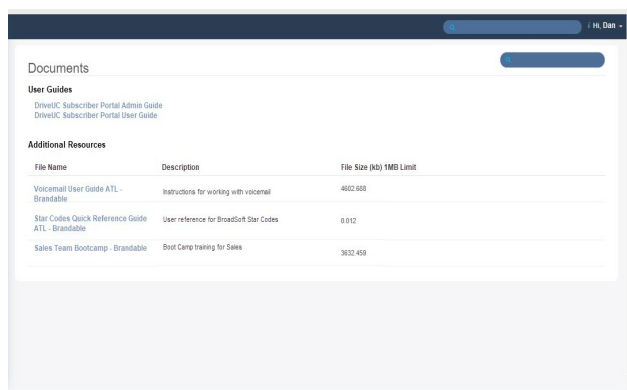 Hi, Dan
Documents
User Guides
DriveUC Subscriber Portal Admin Guide
DriveUC Subscriber Portal User Guide
Additional Resources
File Name Description File Size (kb) 1MB Limit
Voicemail User Guide ATL -
Brandable
Instructions for working with voicemail
4602.688
Star Codes Quick Reference Guide
ATL - Brandable
User reference for BroadSoft Star Codes
0.012
Sales Team Bootcamp - Brandable
Boot Camp training for Sales
3632.459